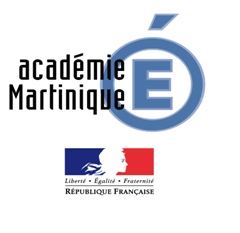 académie
Martinique
É
Liberté • Égalité • Fraternité
RÉPUBLIQUE FRANÇAISE